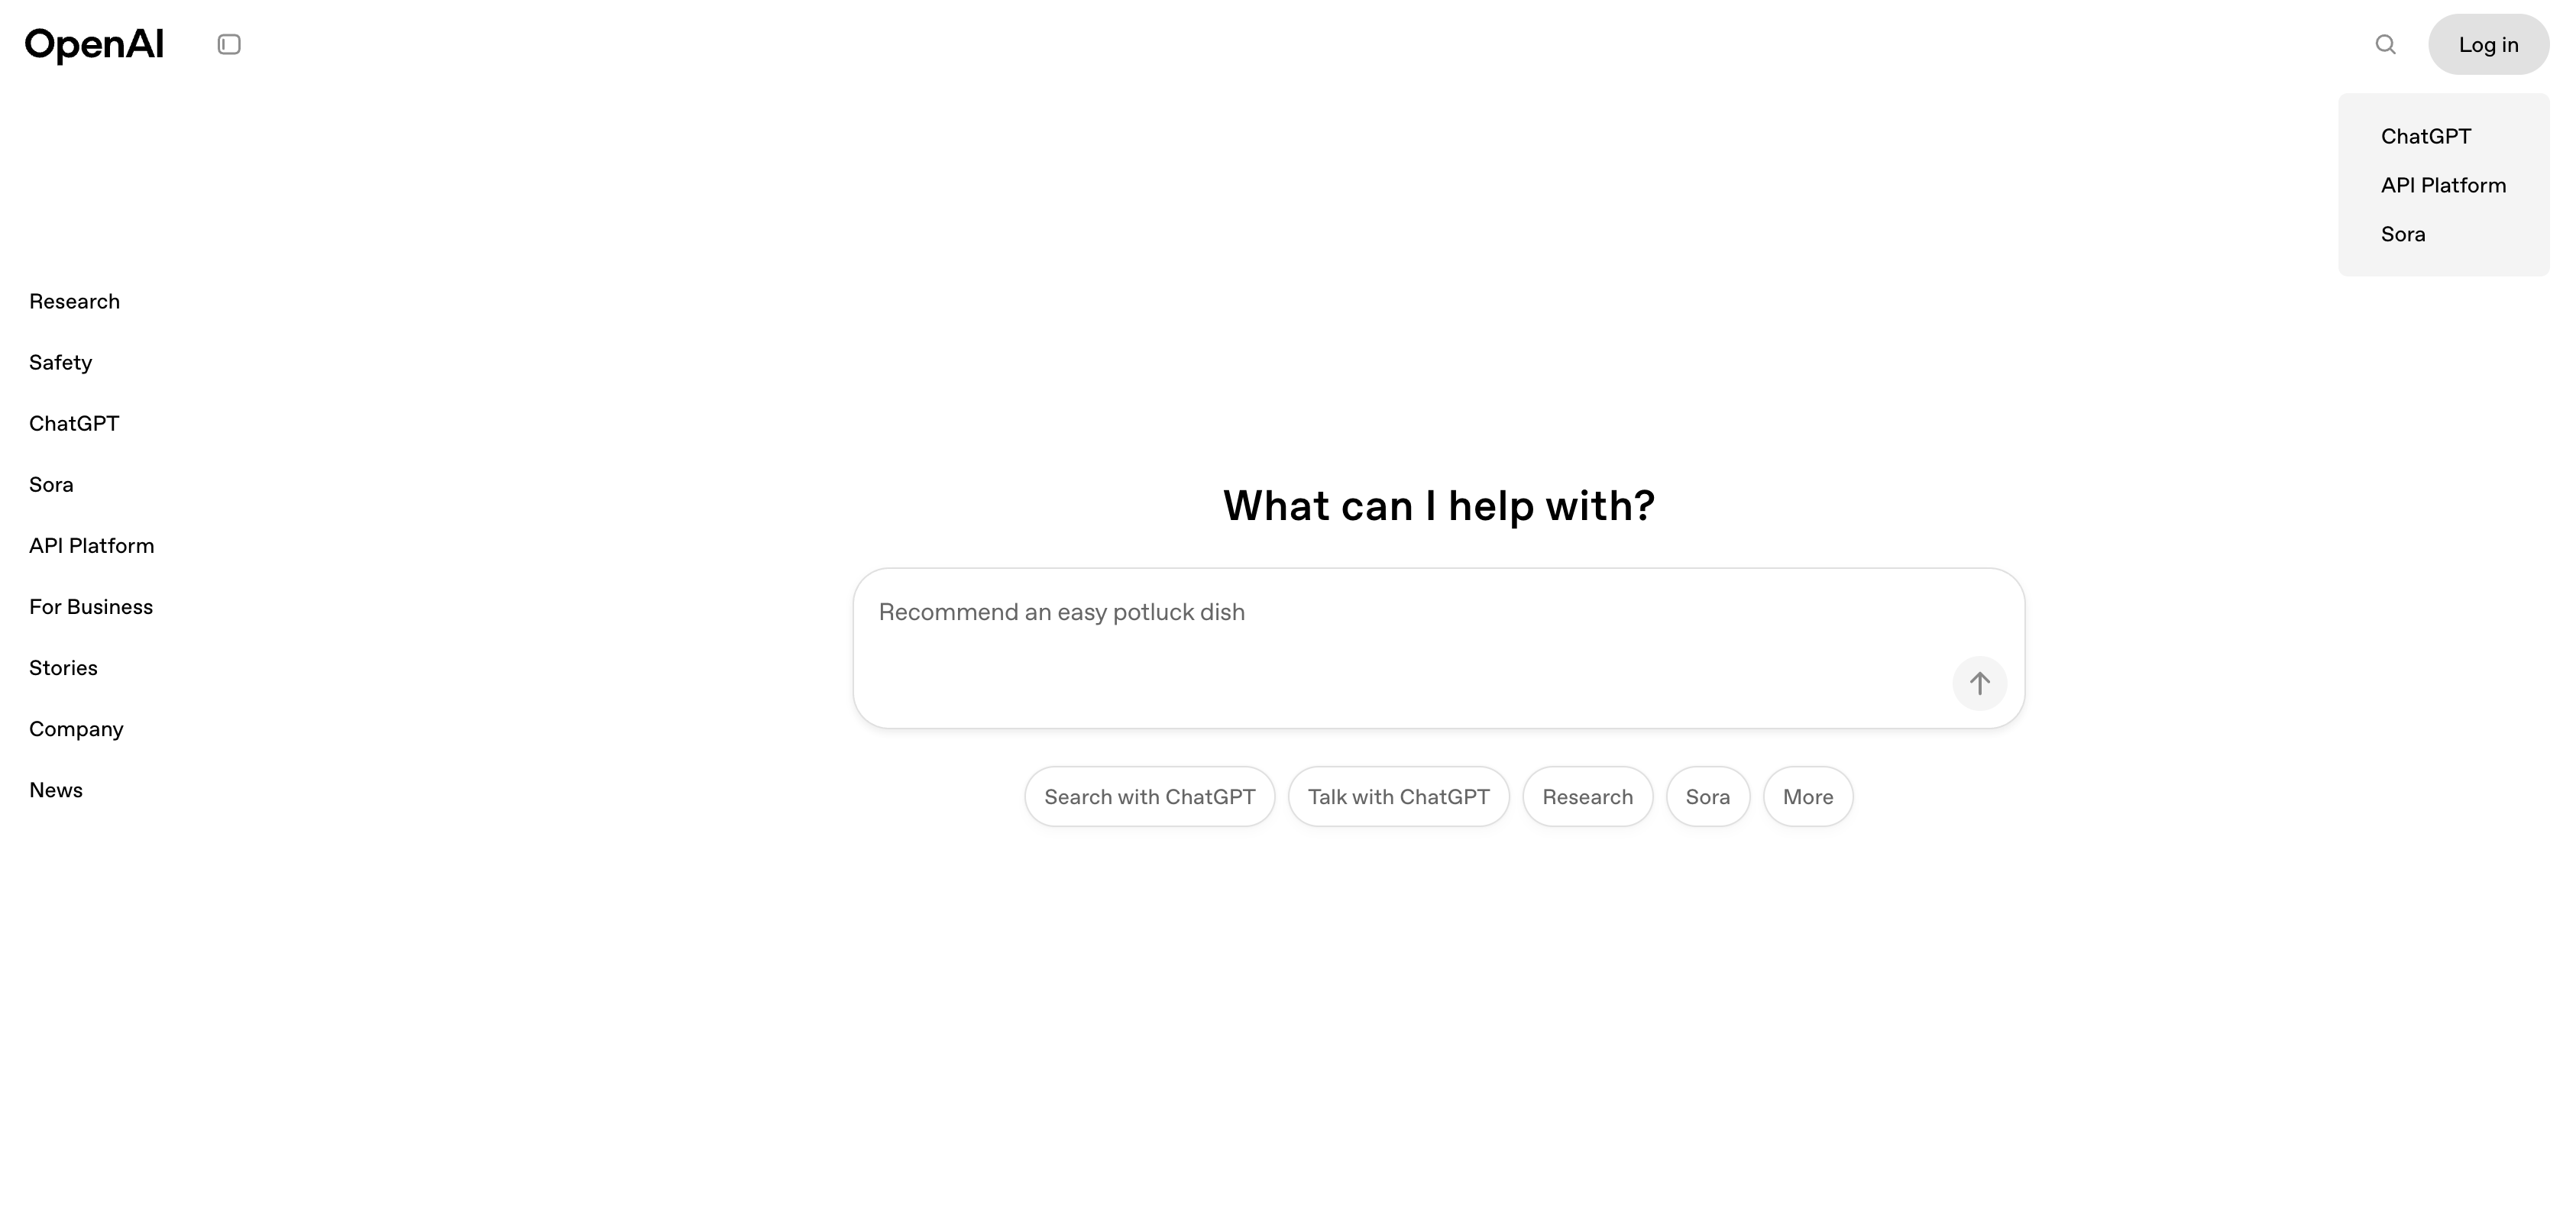 OpenAI
Log in
ChatGPT
API Platform
Sora
Research
Safety
ChatGPT
Sora
API Platform
For Business
Stories
Company
News
What can I help with?
Recommend an easy potluck dish
Search with ChatGPT
Talk with ChatGPT
Research
Sora
More